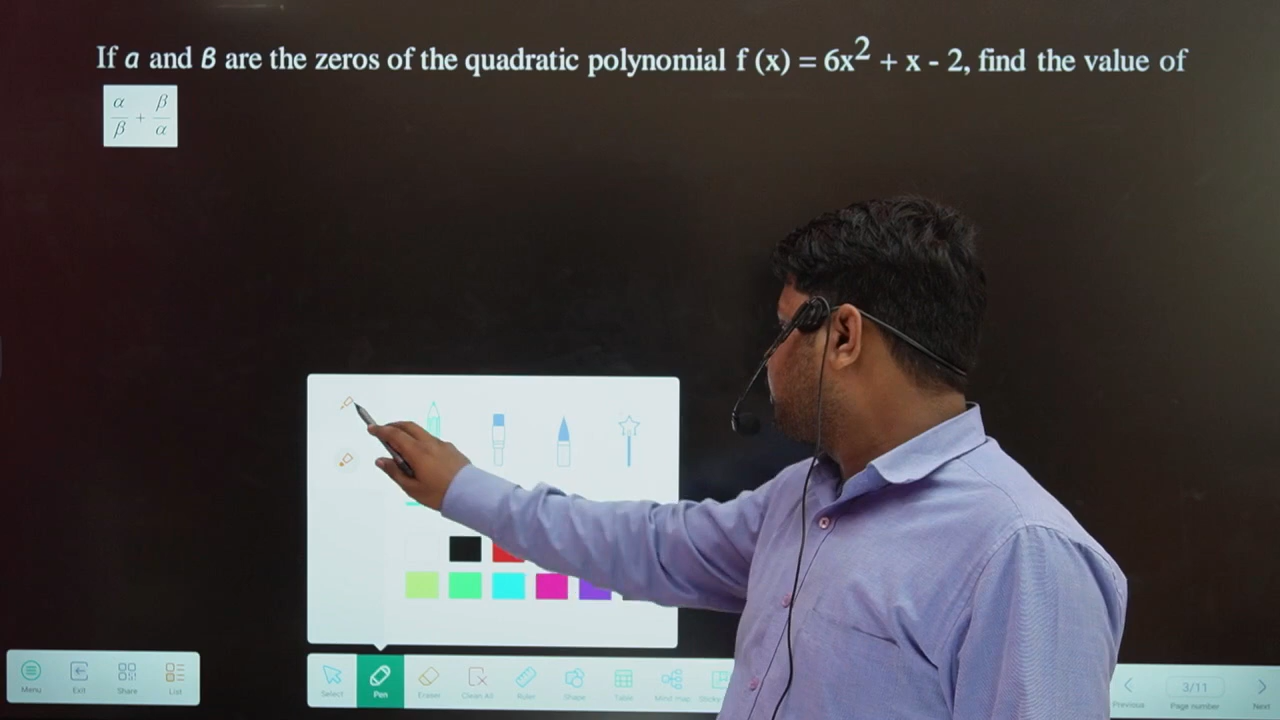 If α and β are the zeros of the quadratic polynomial f (x) = 6x² + x - 2, find the value of
α/β + β/α
Menu Exit Share List
Select Pen Eraser Clean All Ruler Shape Table Mind map Sticky
Previous 3/11 Page number Next